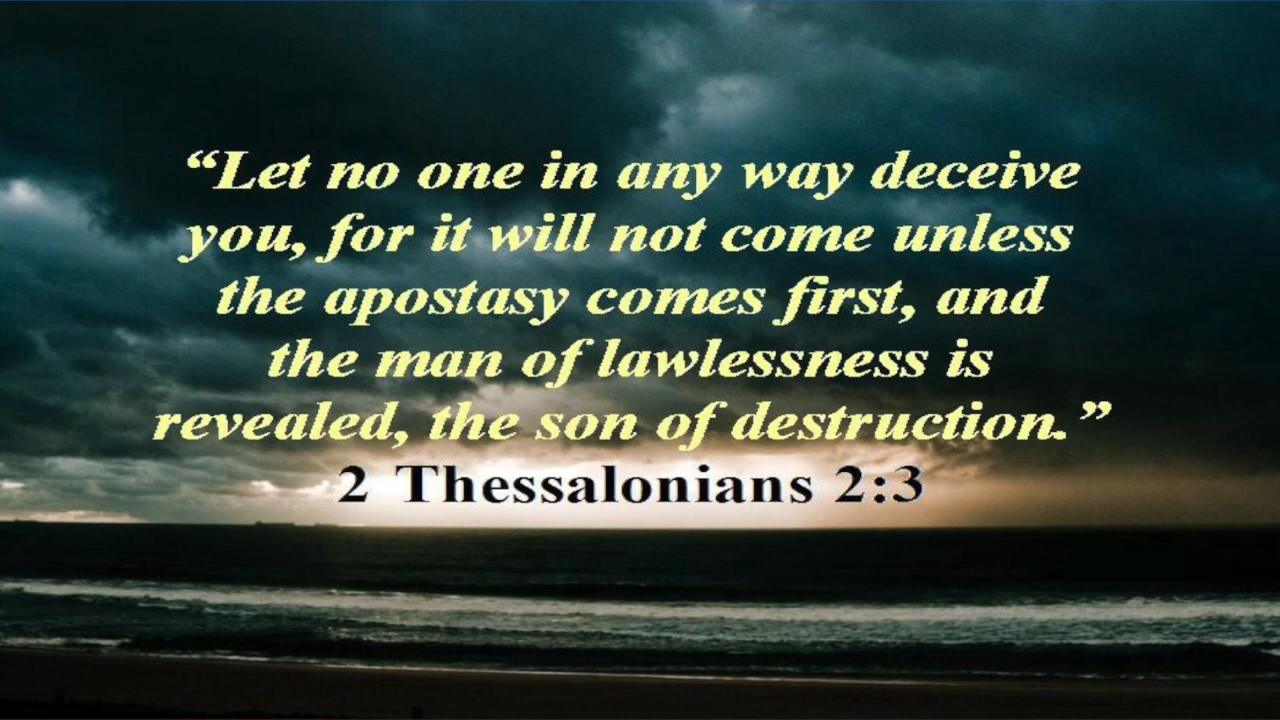 “Let no one in any way deceive
you, for it will not come unless
the apostasy comes first, and
the man of lawlessness is
revealed, the son of destruction.”
2 Thessalonians 2:3